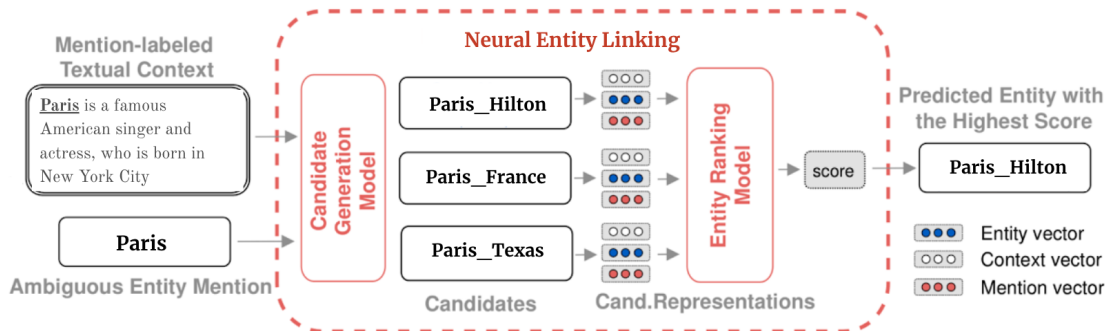 Neural Entity Linking
Mention-labeled
Textual Context
Paris is a famous
American singer and
actress, who is born in
New York City
Paris
Ambiguous Entity Mention
Candidate
Generation
Model
Paris_Hilton
Paris_France
Paris_Texas
Candidates
Cand.Representations
Entity Ranking
Model
score
Predicted Entity with
the Highest Score
Paris_Hilton
Entity vector
Context vector
Mention vector